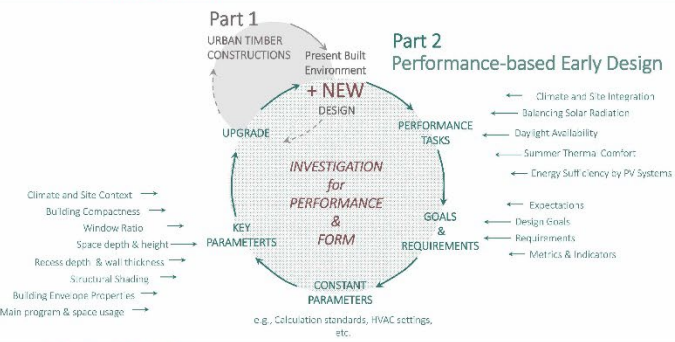 Part 1
URBAN TIMBER
CONSTRUCTIONS
Present Built
Environment
+ NEW
DESIGN
UPGRADE
Part 2
Performance-based Early Design
PERFORMANCE
TASKS
Climate and Site Integration
Balancing Solar Radiation
Daylight Availability
Summer Thermal Comfort
Energy Sufficiency by PV Systems
INVESTIGATION
for
PERFORMANCE
&
FORM
GOALS
&
REQUIREMENTS
Expectations
Design Goals
Requirements
Metrics & Indicators
KEY
PARAMETERTS
Climate and Site Context
Building Compactness
Window Ratio
Space depth & height
Recess depth & wall thickness
Structural Shading
Building Envelope Properties
Main program & space usage
CONSTANT
PARAMETERS
e.g., Calculation standards, HVAC settings,
etc.